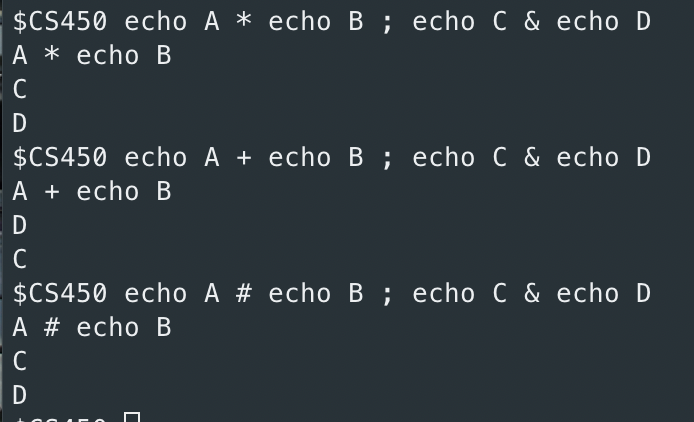 $CS450 echo A * echo B ; echo C & echo D
A * echo B
C
D
$CS450 echo A + echo B ; echo C & echo D
A + echo B
D
C
$CS450 echo A # echo B ; echo C & echo D
A # echo B
C
D
$CS450